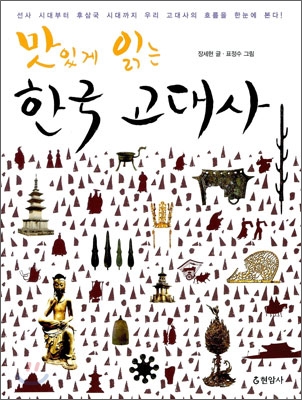 선사 시대부터 후삼국 시대까지 우리 고대사의 흐름을 한눈에 본다!
맛있게 읽는
장세현 글 · 표정수 그림
한국 고대사
현암사